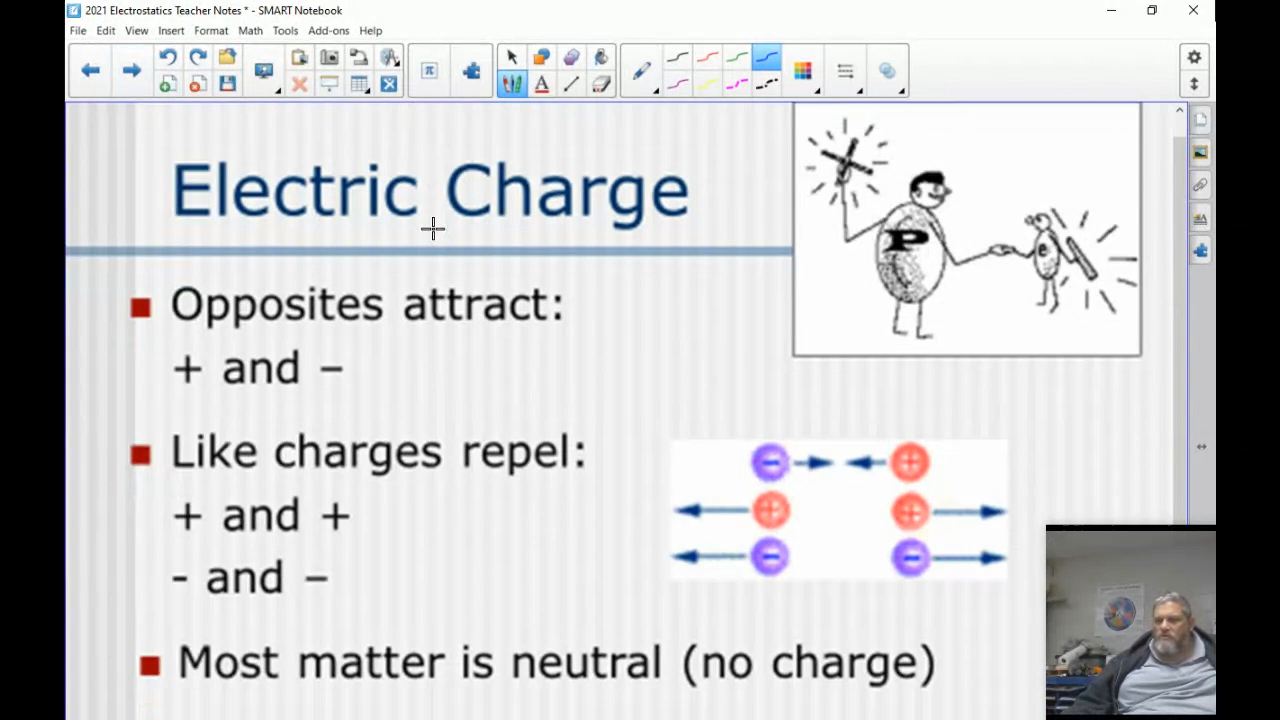 2021 Electrostatics Teacher Notes * - SMART Notebook
File Edit View Insert Format Math Tools Add-ons Help
Electric Charge
P
e
Opposites attract:
+ and –
Like charges repel:
+ and +
- and –
Most matter is neutral (no charge)